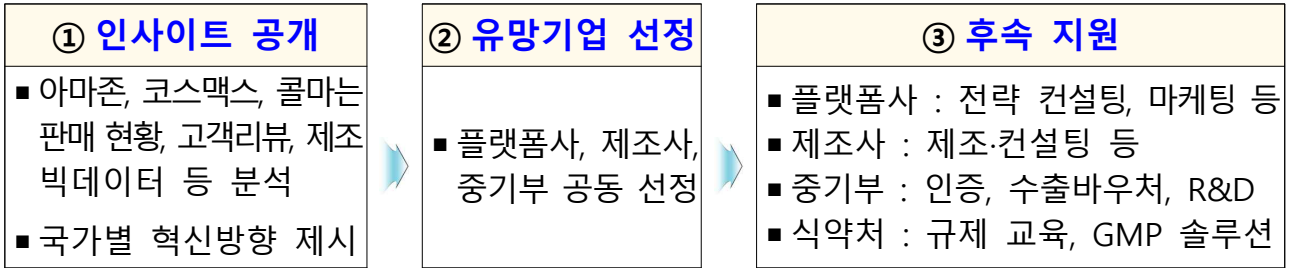 ① 인사이트 공개
■ 아마존, 코스맥스, 콜마는
판매 현황, 고객리뷰, 제조
빅데이터 등 분석
■ 국가별 혁신방향 제시
② 유망기업 선정
■ 플랫폼사, 제조사,
중기부 공동 선정
③ 후속 지원
■ 플랫폼사 : 전략 컨설팅, 마케팅 등
■ 제조사 : 제조·컨설팅 등
■ 중기부 : 인증, 수출바우처, R&D
■ 식약처 : 규제 교육, GMP 솔루션